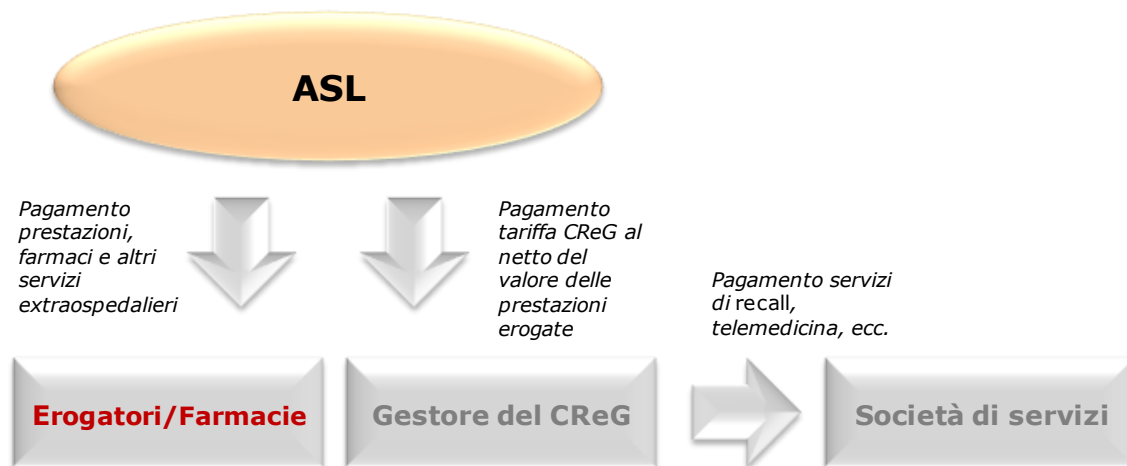 ASL
Pagamento
prestazioni,
farmaci e altri
servizi
extraospedalieri
Pagamento
tariffa CReG al
netto del
valore delle
prestazioni
erogate
Pagamento servizi
di recall,
telemedicina, ecc.
Erogatori/Farmacie
Gestore del CReG
Società di servizi